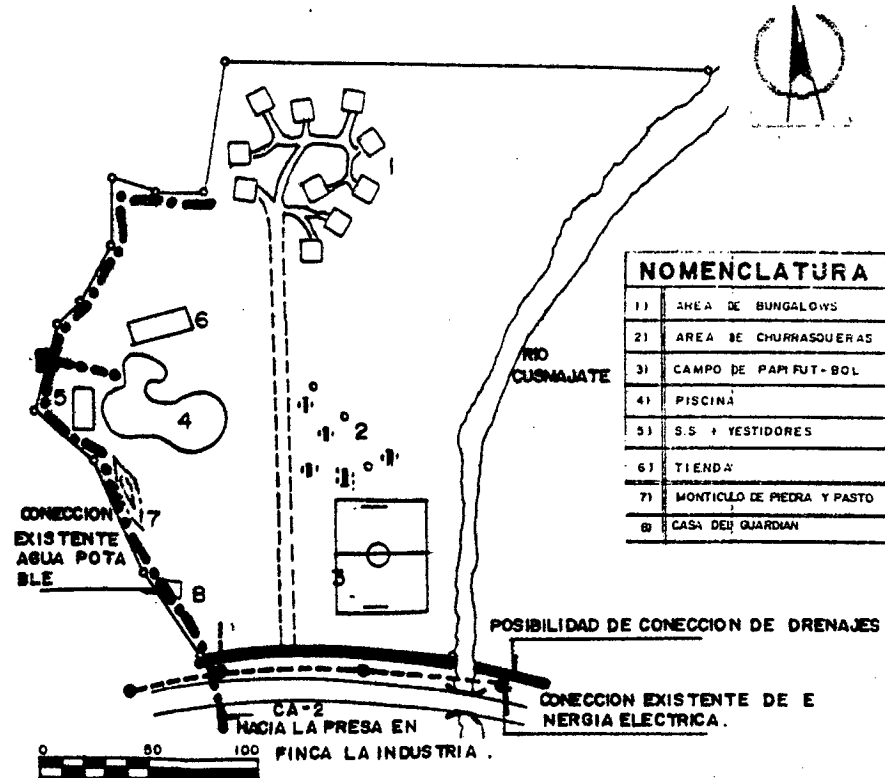 1
6
5
4
2
RIO
CUSMAJATE
NOMENCLATURA
1) AREA DE BUNGALOWS
2) AREA DE CHURRASQUERAS
3) CAMPO DE PAPI FUT-BOL
4) PISCINA
5) S.S + VESTIDORES
6) TIENDA
7) MONTICULO DE PIEDRA Y PASTO
8) CASA DEL GUARDIAN
CONECCION
EXISTENTE
AGUA POTA
BLE
7
8
3
POSIBILIDAD DE CONECCION DE DRENAJES
CONECCION EXISTENTE DE E
NERGIA ELECTRICA.
CA-2
HACIA LA PRESA EN
FINCA LA INDUSTRIA.
0 50 100